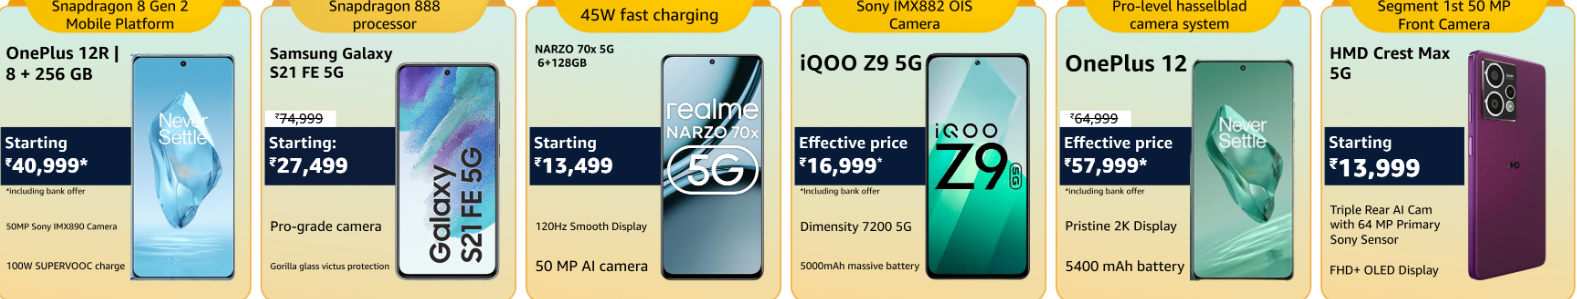 Snapdragon 8 Gen 2
Mobile Platform
OnePlus 12R |
8 + 256 GB
Never
Settle
Starting
₹40,999*
*including bank offer
50MP Sony IMX890 Camera
100W SUPERVOOC charge
Snapdragon 888
processor
Samsung Galaxy
S21 FE 5G
₹74,999
Starting:
₹27,499
Pro-grade camera
Gorilla glass victus protection
Galaxy
S21 FE 5G
45W fast charging
NARZO 70x 5G
6+128GB
realme
NARZO 70x
5G
Starting
₹13,499
120Hz Smooth Display
50 MP AI camera
Sony IMX882 OIS
Camera
iQOO Z9 5G
Effective price
₹16,999*
*Including bank offer
Dimensity 7200 5G
5000mAh massive battery
iQOO
Z9
5G
Pro-level hasselblad
camera system
OnePlus 12
₹64,999
Effective price
₹57,999*
*including bank offer
Pristine 2K Display
5400 mAh battery
Never
Settle
Segment 1st 50 MP
Front Camera
HMD Crest Max
5G
Starting
₹13,999
Triple Rear AI Cam
with 64 MP Primary
Sony Sensor
FHD+ OLED Display